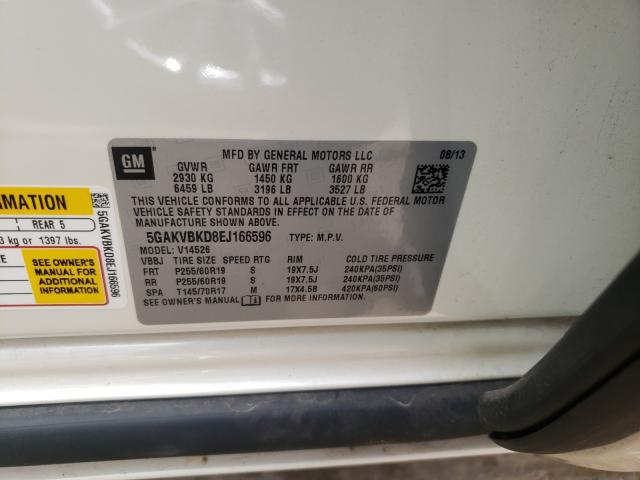 GM
MFD BY GENERAL MOTORS LLC 08/13
GVWR GAWR FRT GAWR RR
2930 KG 1450 KG 1600 KG
6459 LB 3196 LB 3527 LB
THIS VEHICLE CONFORMS TO ALL APPLICABLE U.S. FEDERAL MOTOR
VEHICLE SAFETY STANDARDS IN EFFECT ON THE DATE OF
MANUFACTURE SHOWN ABOVE.
5GAKVBKD8EJ166596 TYPE: M.P.V.
MODEL: V14526
VBBJ TIRE SIZE SPEED RTG RIM COLD TIRE PRESSURE
FRT P255/60R19 S 19X7.5J 240KPA(35PSI)
RR P255/60R19 S 19X7.5J 240KPA(35PSI)
SPA T145/70R17 M 17X4.5B 420KPA(60PSI)
SEE OWNER'S MANUAL FOR MORE INFORMATION.
RMATION
REAR 5
3 kg or 1397 lbs.
SEE OWNER'S
MANUAL FOR
ADDITIONAL
INFORMATION
5GAKVBKD8EJ166596